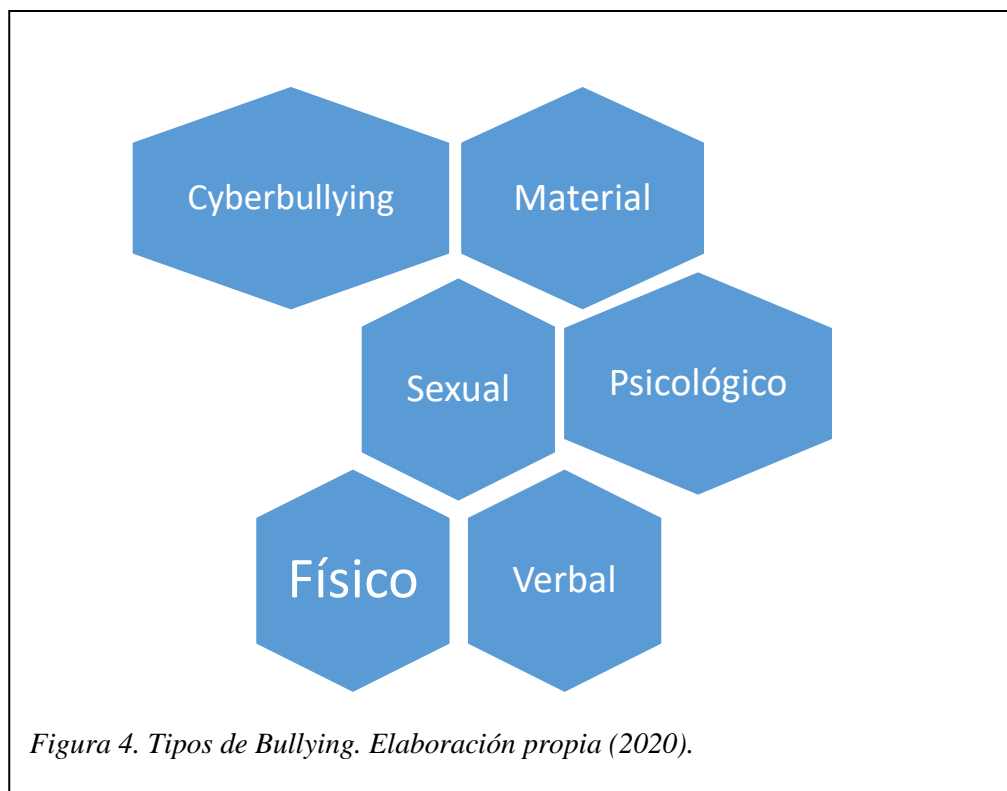 Cyberbullying
Material
Sexual
Psicológico
Físico
Verbal
Figura 4. Tipos de Bullying. Elaboración propia (2020).